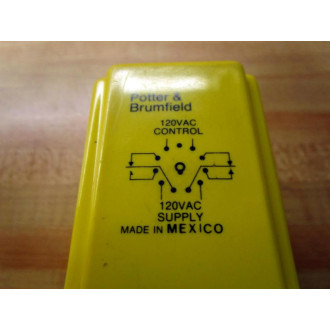 Potter &
Brumfield
120VAC
CONTROL
120VAC
SUPPLY
MADE IN MEXICO